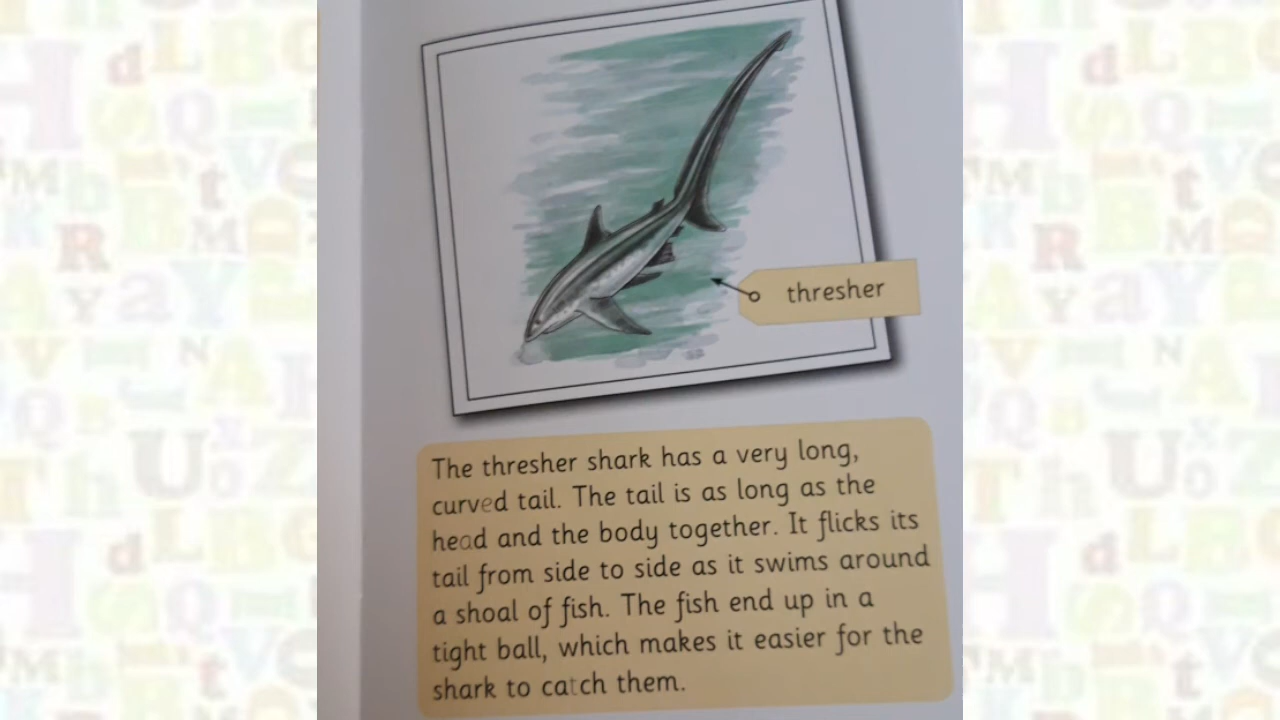 thresher
The thresher shark has a very long,
curved tail. The tail is as long as the
head and the body together. It flicks its
tail from side to side as it swims around
a shoal of fish. The fish end up in a
tight ball, which makes it easier for the
shark to catch them.